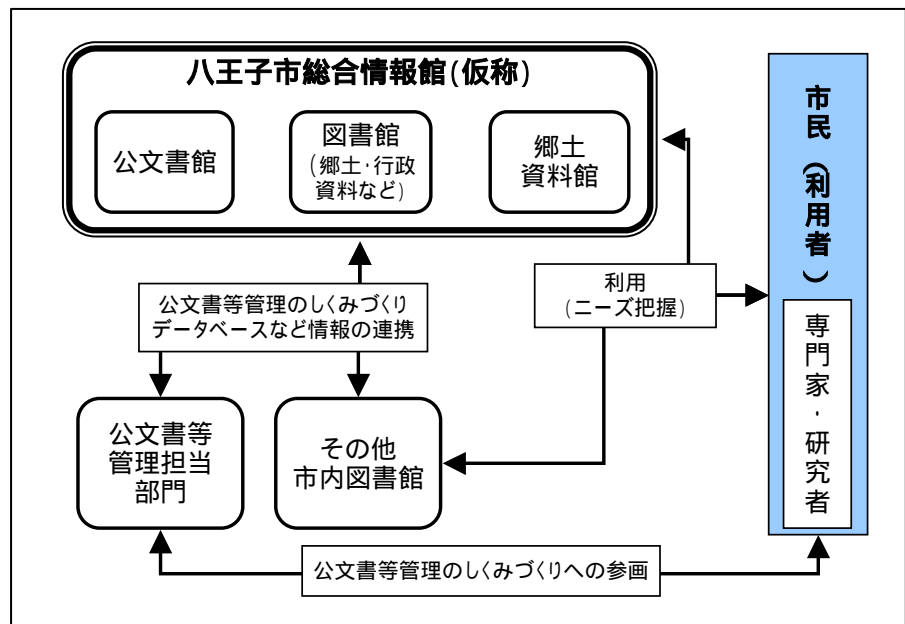 八王子市総合情報館(仮称)
公文書館
図書館
(郷土・行政
資料など)
郷土
資料館
市民(利用者)
専門家・研究者
利用
(ニーズ把握)
公文書等管理のしくみづくり
データベースなど情報の連携
公文書等
管理担当
部門
その他
市内図書館
公文書等管理のしくみづくりへの参画